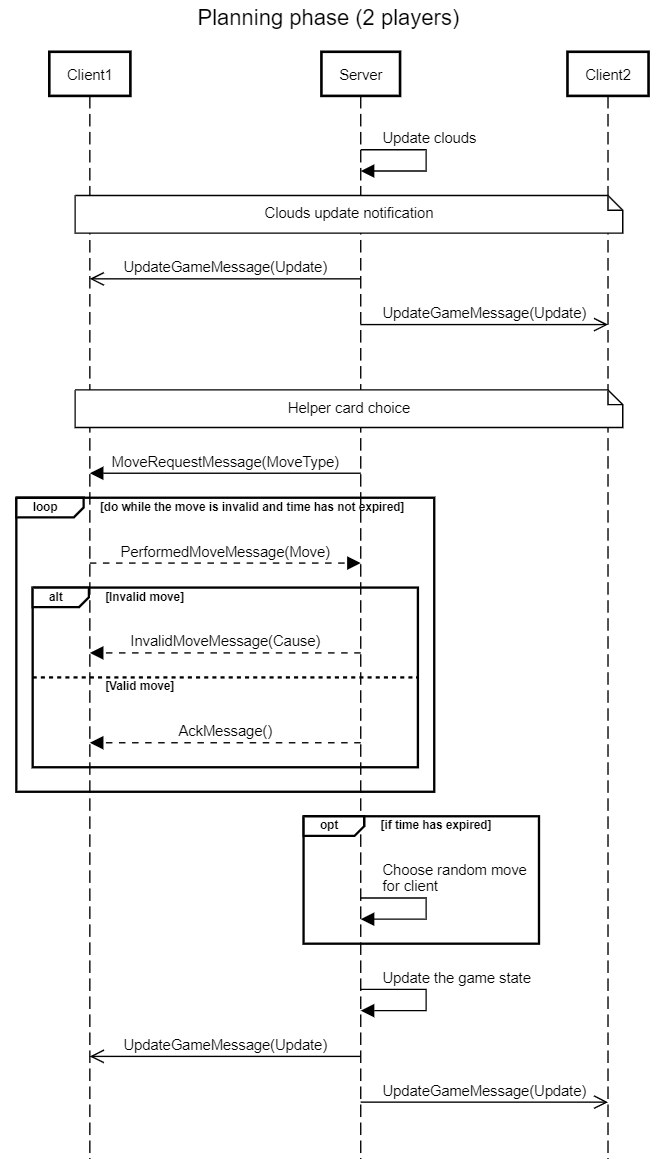 Planning phase (2 players)
Client1
Server
Client2
Update clouds
Clouds update notification
UpdateGameMessage(Update)
UpdateGameMessage(Update)
Helper card choice
MoveRequestMessage(MoveType)
loop
[do while the move is invalid and time has not expired]
PerformedMoveMessage(Move)
alt
[Invalid move]
InvalidMoveMessage(Cause)
[Valid move]
AckMessage()
opt
[if time has expired]
Choose random move
for client
Update the game state
UpdateGameMessage(Update)
UpdateGameMessage(Update)